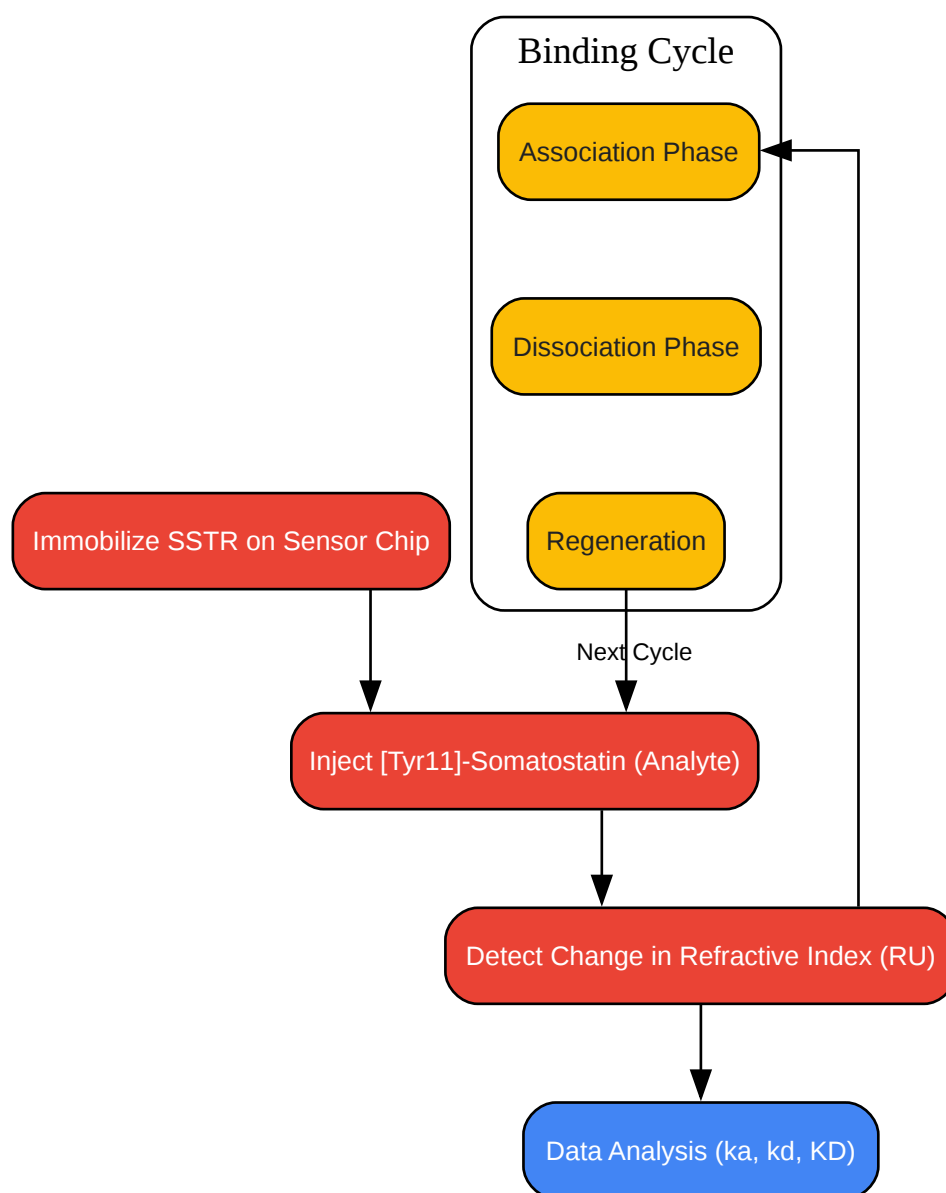 Binding Cycle
Association Phase
Dissociation Phase
Immobilize SSTR on Sensor Chip
Regeneration
Next Cycle
Inject [Tyr11]-Somatostatin (Analyte)
Detect Change in Refractive Index (RU)
Data Analysis (ka, kd, KD)